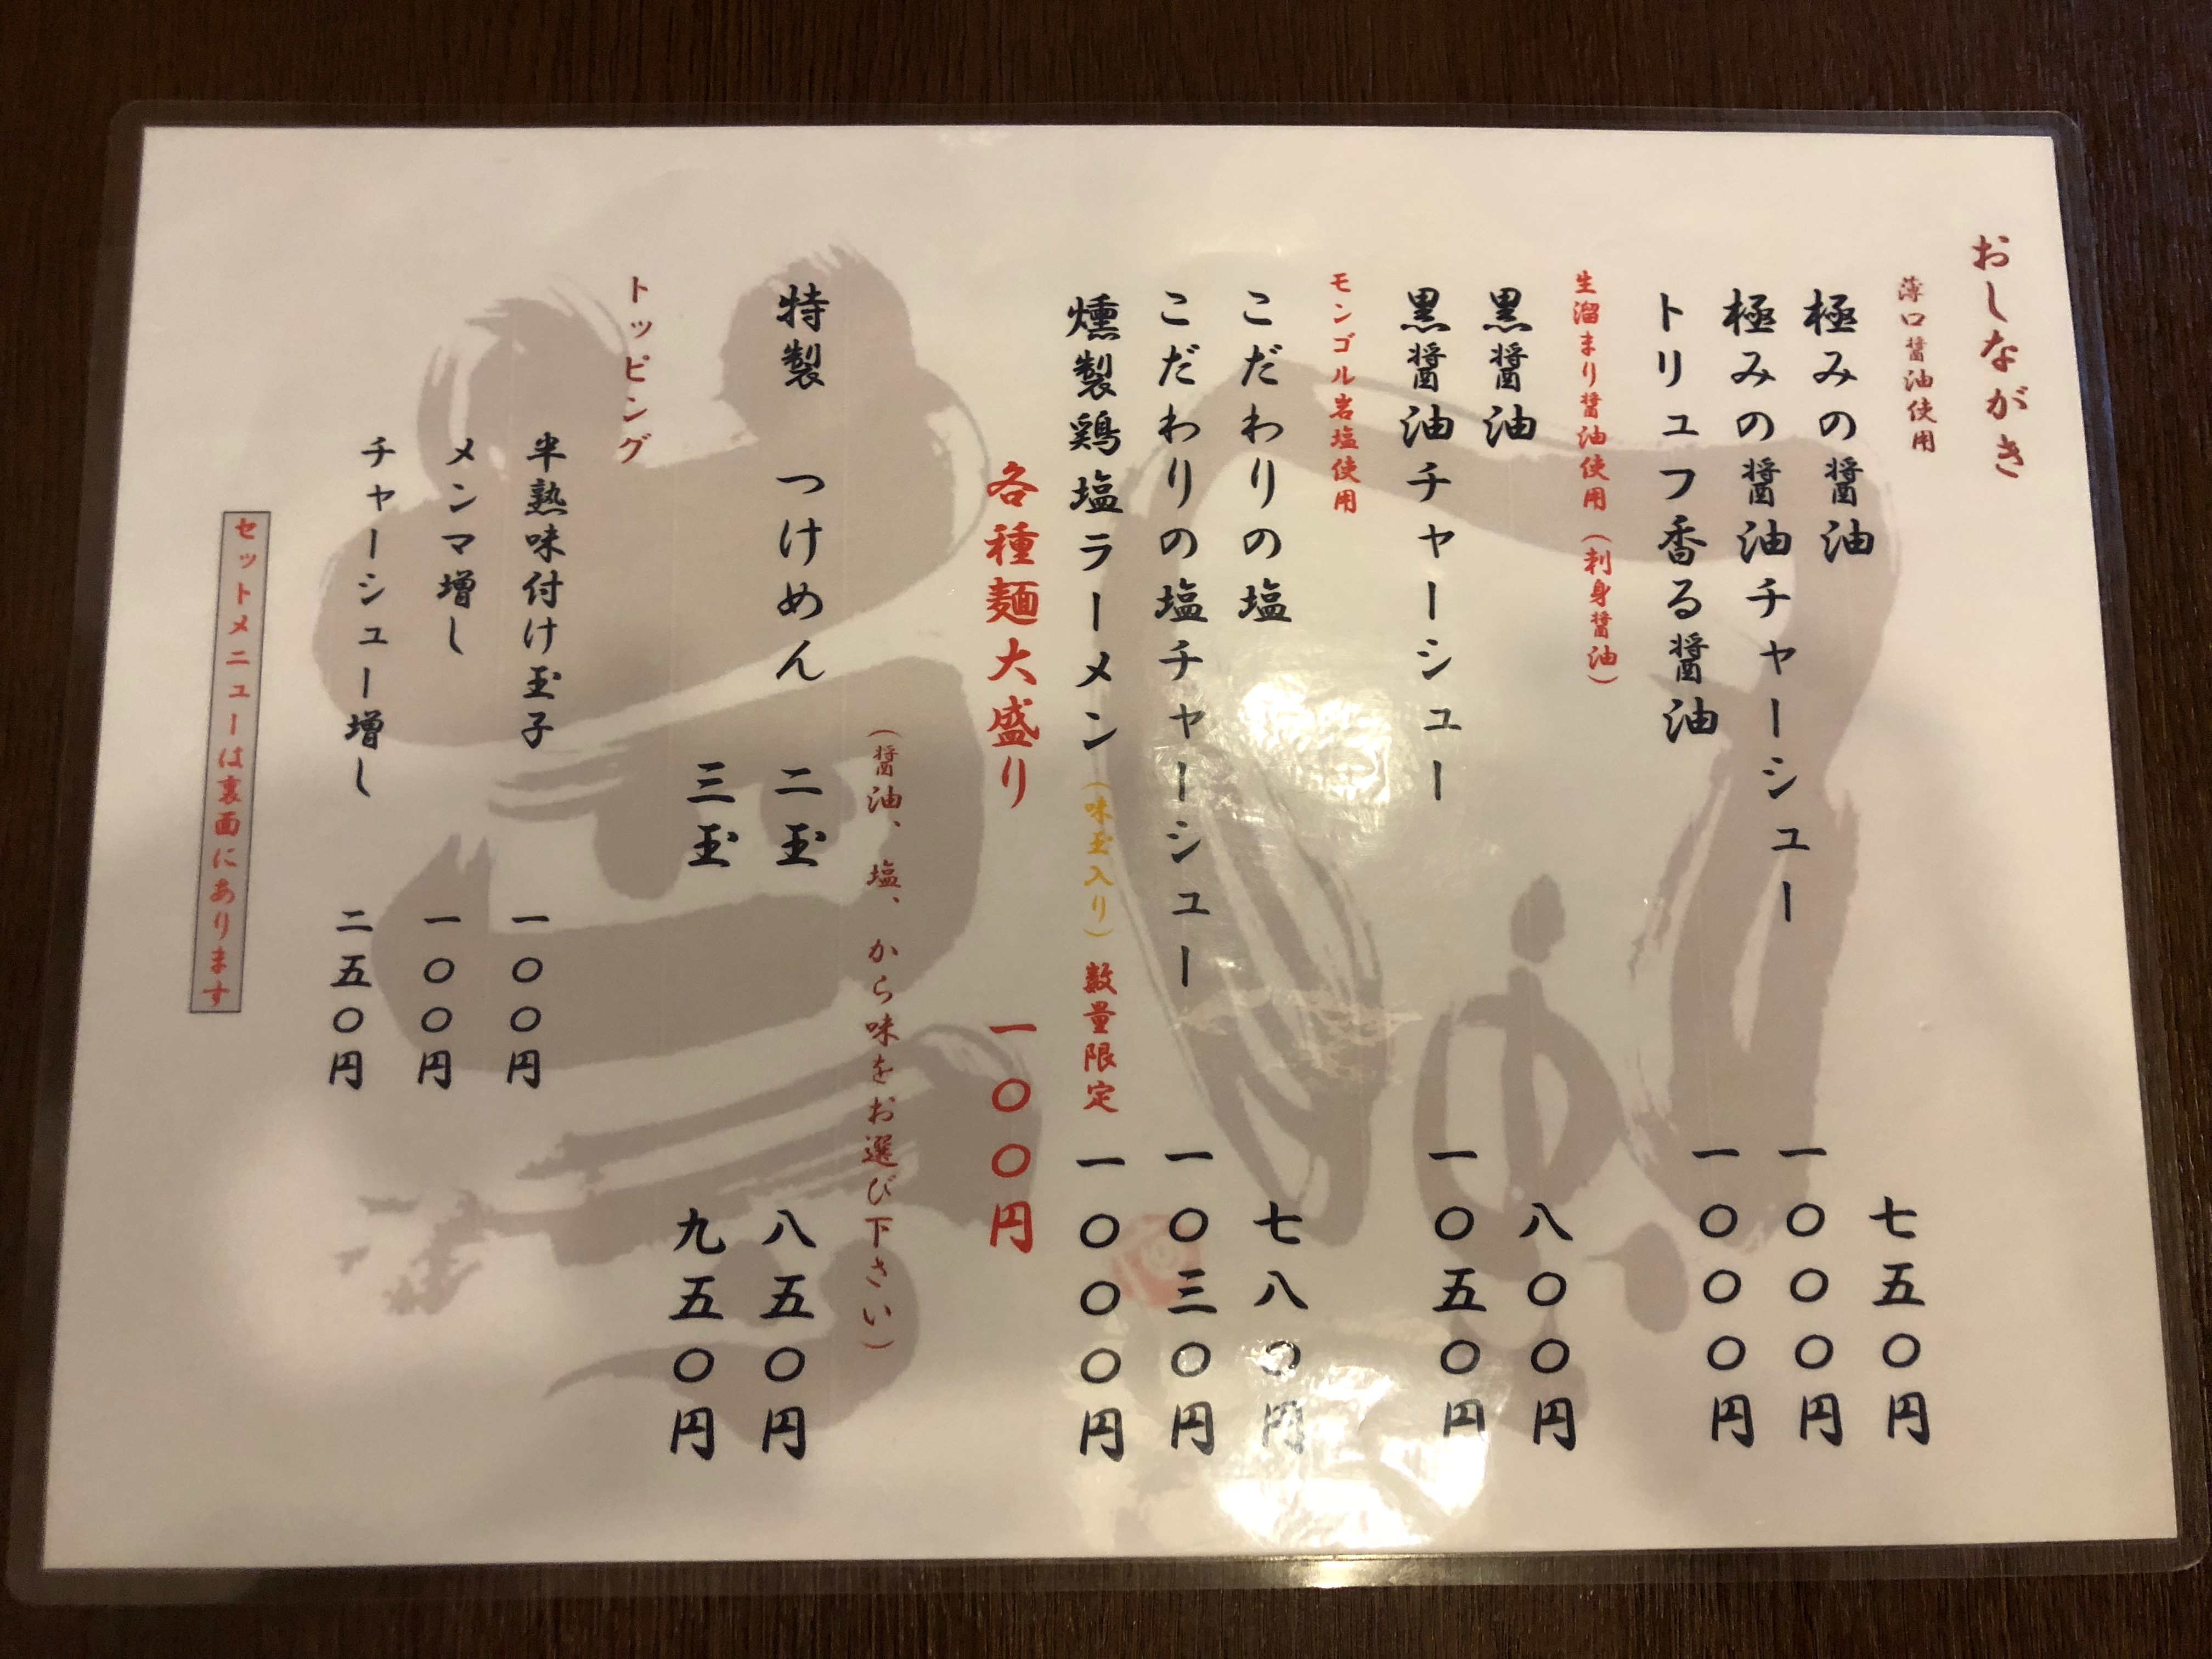 おしながき
薄口醤油使用
極みの醤油 七五〇円
極みの醤油チャーシュー 一〇〇〇円
トリュフ香る醤油 一〇〇〇円
生溜まり醤油使用(刺身醤油)
黒醤油 八〇〇円
黒醤油チャーシュー 一〇五〇円
モンゴル岩塩使用
こだわりの塩 七八〇円
こだわりの塩チャーシュー 一〇三〇円
燻製鶏塩ラーメン(味玉入り)数量限定 一〇〇〇円
各種麺大盛り 一〇〇円
(醤油、塩、から味をお選び下さい)
特製 つけめん 二玉 八五〇円
三玉 九五〇円
トッピング
半熟味付け玉子 一〇〇円
メンマ増し 一〇〇円
チャーシュー増し 二五〇円
セットメニューは裏面にあります